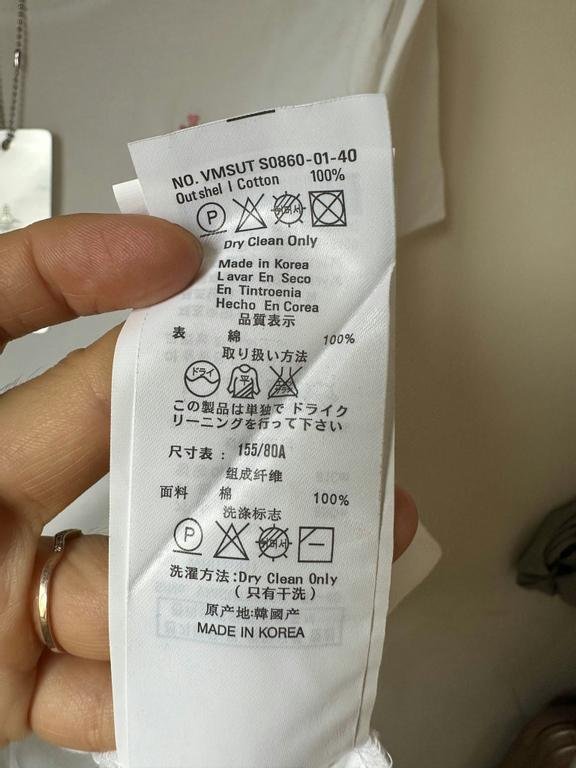 NO. VMSUT S0860-01-40
Outshel l Cotton 100%
P
Dry Clean Only
Made in Korea
Lavar En Seco
En Tintroenia
Hecho En Corea
品質表示
表 綿 100%
取り扱い方法
ドライ 平
この製品は単独で ドライク
リーニングを行って下さい
尺寸表 : 155/80A
组成纤维
面料 棉 100%
洗涤标志
P
洗濯方法:Dry Clean Only
( 只有干洗 )
原产地:韓國产
MADE IN KOREA